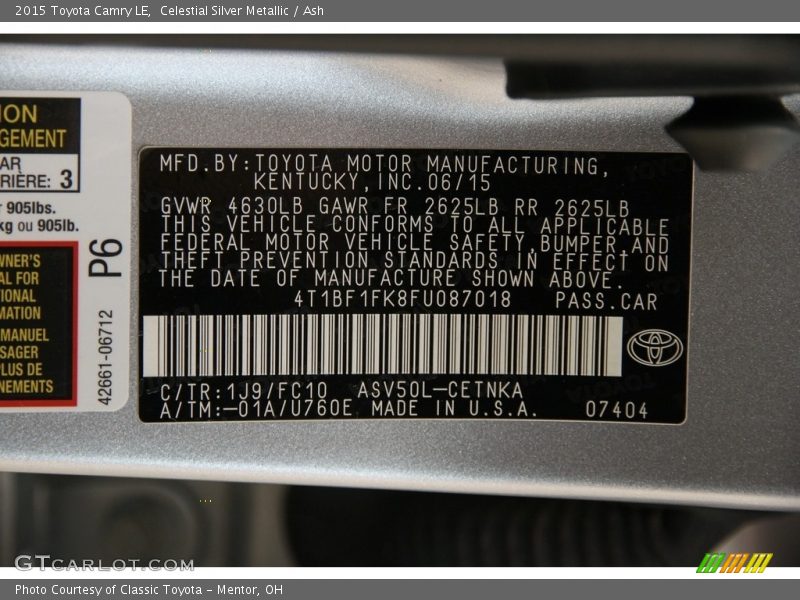 2015 Toyota Camry LE, Celestial Silver Metallic / Ash
MFD.BY:TOYOTA MOTOR MANUFACTURING,
KENTUCKY,INC.06/15
GVWR 4630LB GAWR FR 2625LB RR 2625LB
THIS VEHICLE CONFORMS TO ALL APPLICABLE
FEDERAL MOTOR VEHICLE SAFETY,BUMPER,AND
THEFT PREVENTION STANDARDS IN EFFECT ON
THE DATE OF MANUFACTURE SHOWN ABOVE.
4T1BF1FK8FU087018 PASS.CAR
C/TR:1J9/FC10 ASV50L-CETNKA
A/TM:-01A/U760E MADE IN U.S.A. 07404
ION
GEMENT
AR
RIÈRE: 3
r 905lbs.
kg ou 905lb.
WNER'S
AL FOR
TIONAL
MATION
MANUEL
SAGER
PLUS DE
NEMENTS
P6
42661-06712
GTCARLOT.COM
Photo Courtesy of Classic Toyota - Mentor, OH